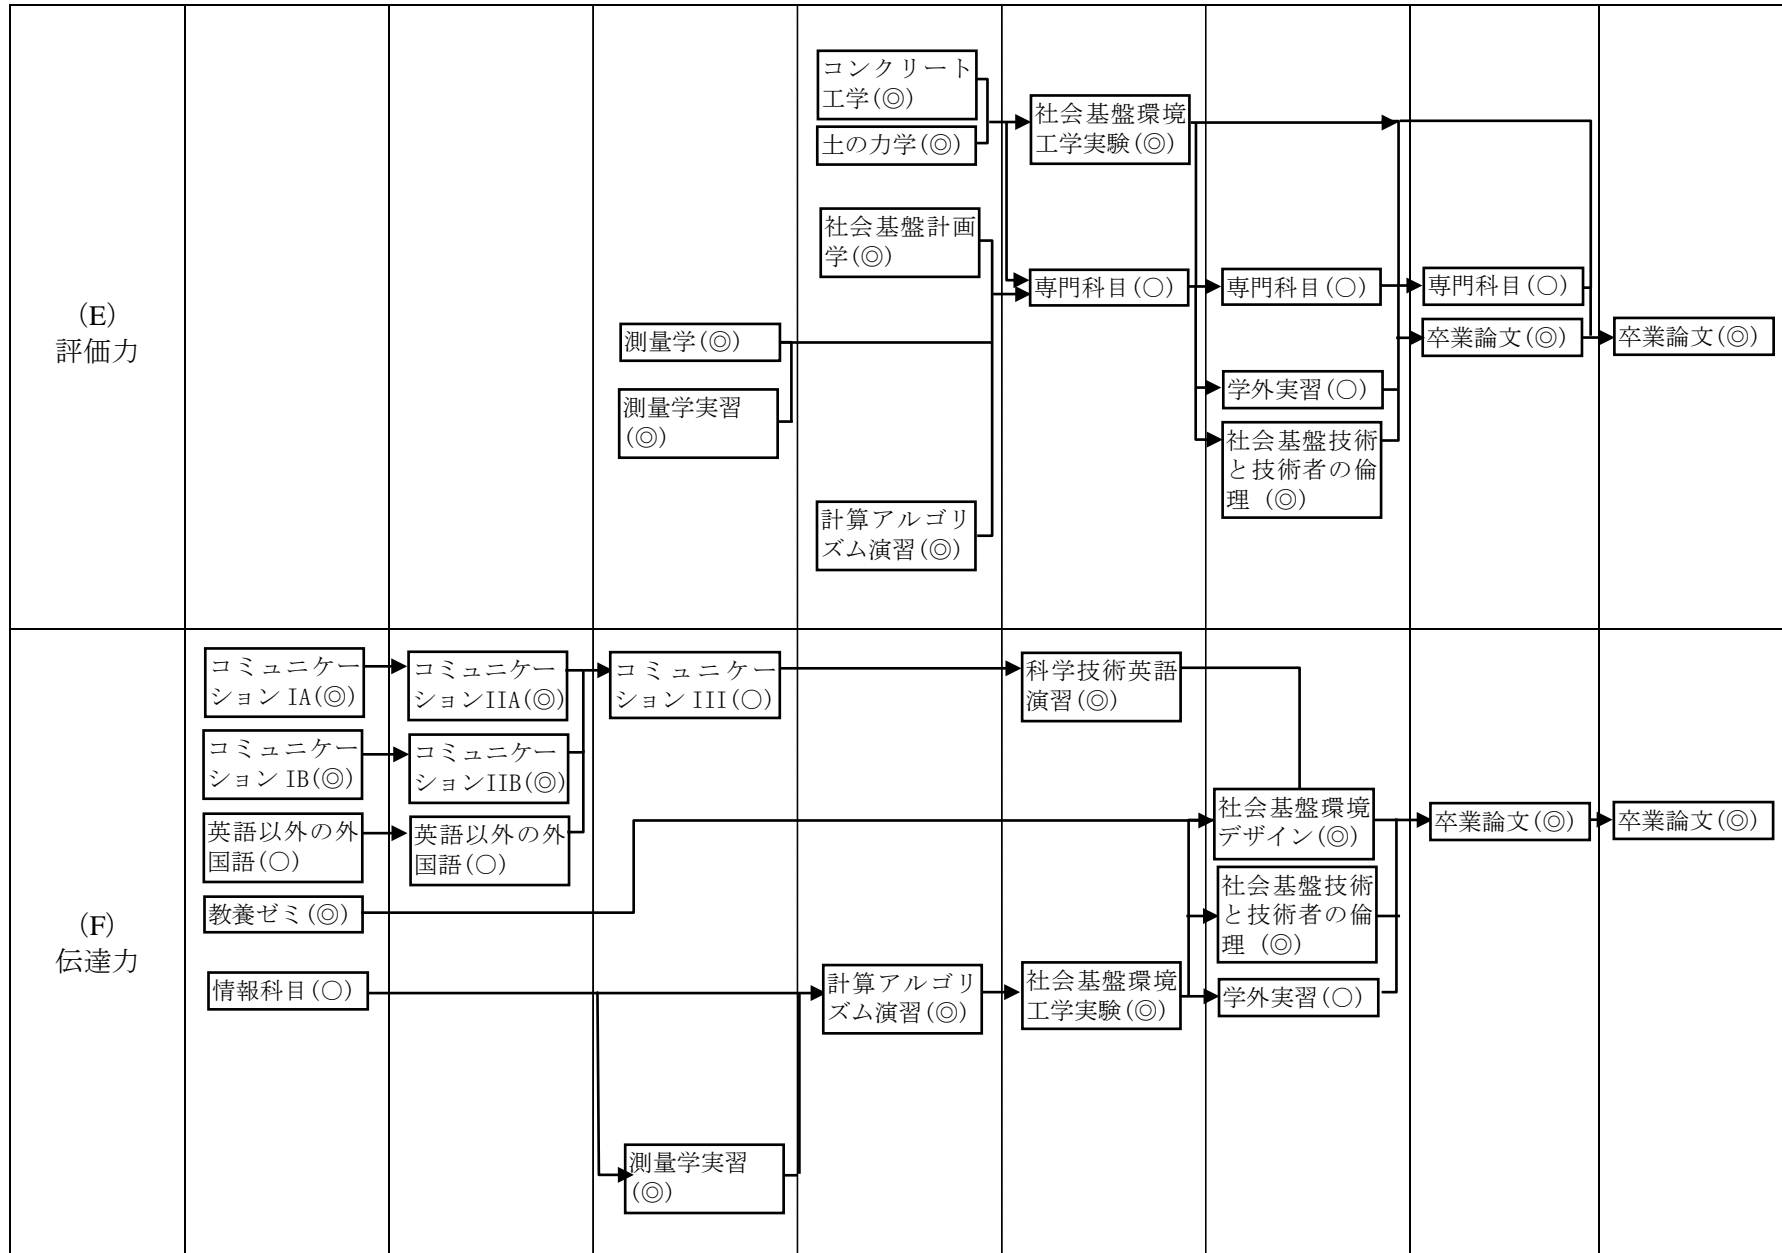 (E)
評価力
測量学(◎)
測量学実習
(◎)
コンクリート
工学(◎)
土の力学(◎)
社会基盤計画
学(◎)
計算アルゴリ
ズム演習(◎)
社会基盤環境
工学実験(◎)
専門科目(○)
専門科目(○)
学外実習(○)
社会基盤技術
と技術者の倫
理 (◎)
専門科目(○)
卒業論文(◎)
卒業論文(◎)
(F)
伝達力
コミュニケー
ション IA(◎)
コミュニケー
ション IB(◎)
英語以外の外
国語(○)
教養ゼミ(◎)
情報科目(○)
コミュニケー
ションIIA(◎)
コミュニケー
ションIIB(◎)
英語以外の外
国語(○)
コミュニケー
ション III(○)
測量学実習
(◎)
計算アルゴリ
ズム演習(◎)
科学技術英語
演習(◎)
社会基盤環境
工学実験(◎)
社会基盤環境
デザイン(◎)
社会基盤技術
と技術者の倫
理 (◎)
学外実習(○)
卒業論文(◎)
卒業論文(◎)